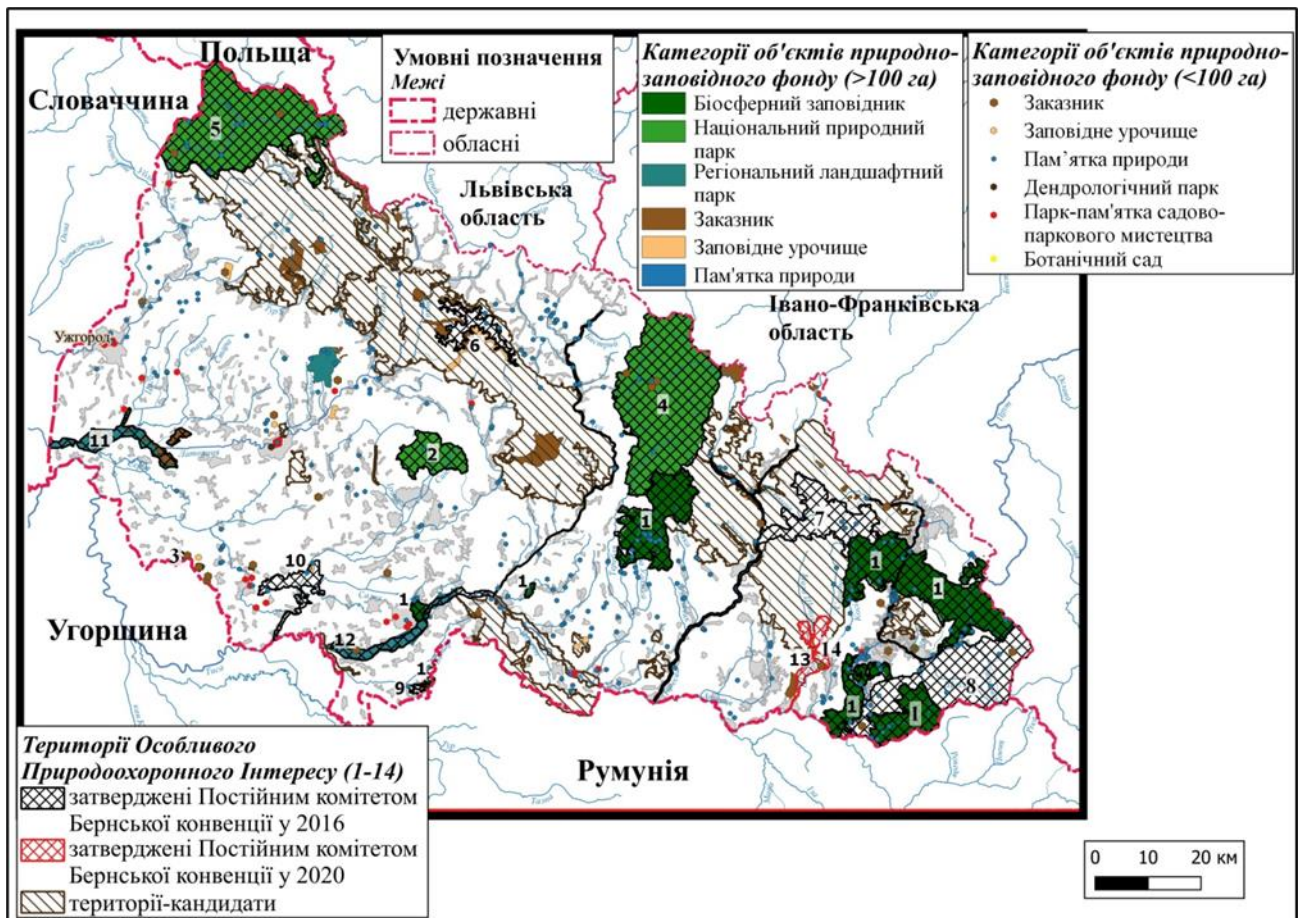 Польща
Словаччина
Умовні позначення
Межі
державні
обласні
Категорії об'єктів природно-
заповідного фонду (>100 га)
Біосферний заповідник
Національний природний
парк
Регіональний ландшафтний
парк
Заказник
Заповідне урочище
Пам'ятка природи
Категорії об'єктів природно-
заповідного фонду (<100 га)
Заказник
Заповідне урочище
Пам’ятка природи
Дендрологічний парк
Парк-пам'ятка садово-
паркового мистецтва
Ботанічний сад
Львівська
область
Івано-Франківська
область
5
6
Ужгород
4
11
2
7
1
3
10
1
1
1
1
12
14
13
1
9
8
1
1
Угорщина
Румунія
Тиса
Території Особливого
Природоохоронного Інтересу (1-14)
затверджені Постійним комітетом
Бернської конвенції у 2016
затверджені Постійним комітетом
Бернської конвенції у 2020
території-кандидати
0 10 20 км